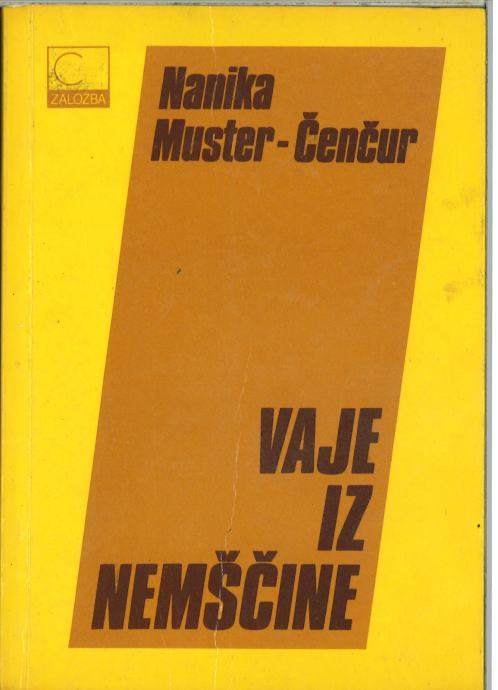 C
ZALOŽBA
Nanika
Muster-Čenčur
VAJE
IZ
NEMŠČINE